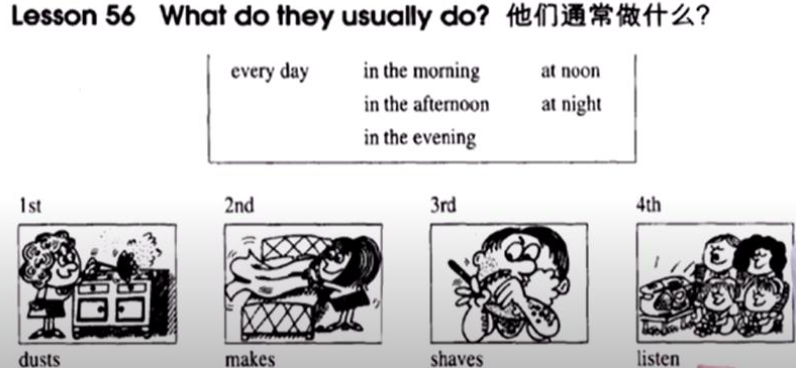 Lesson 56 What do they usually do? 他们通常做什么?
every day in the morning at noon
in the afternoon at night
in the evening
1st 2nd 3rd 4th
dusts makes shaves listen